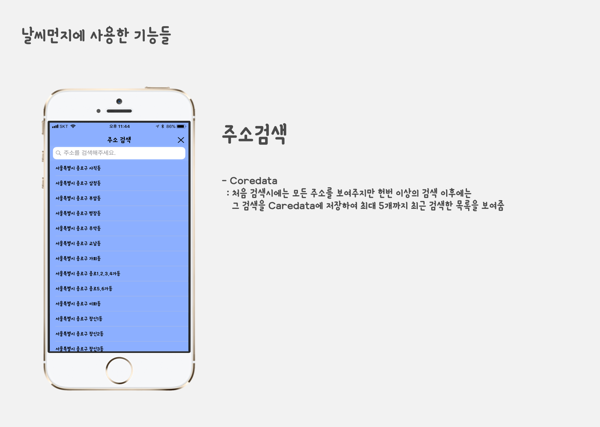 날씨먼지에 사용한 기능들
SKT 오후 11:44 80%
주소 검색
주소를 검색해주세요.
서울특별시 종로구 사직동
서울특별시 종로구 삼청동
서울특별시 종로구 부암동
서울특별시 종로구 평창동
서울특별시 종로구 무악동
서울특별시 종로구 교남동
서울특별시 종로구 가회동
서울특별시 종로구 종로1,2,3,4가동
서울특별시 종로구 종로5,6가동
서울특별시 종로구 이화동
서울특별시 종로구 창신1동
서울특별시 종로구 창신2동
서울특별시 종로구 창신3동
주소검색
- Coredata
: 처음 검색시에는 모든 주소를 보여주지만 한번 이상의 검색 이후에는
그 검색을 Caredata에 저장하여 최대 5개까지 최근 검색한 목록을 보여줌